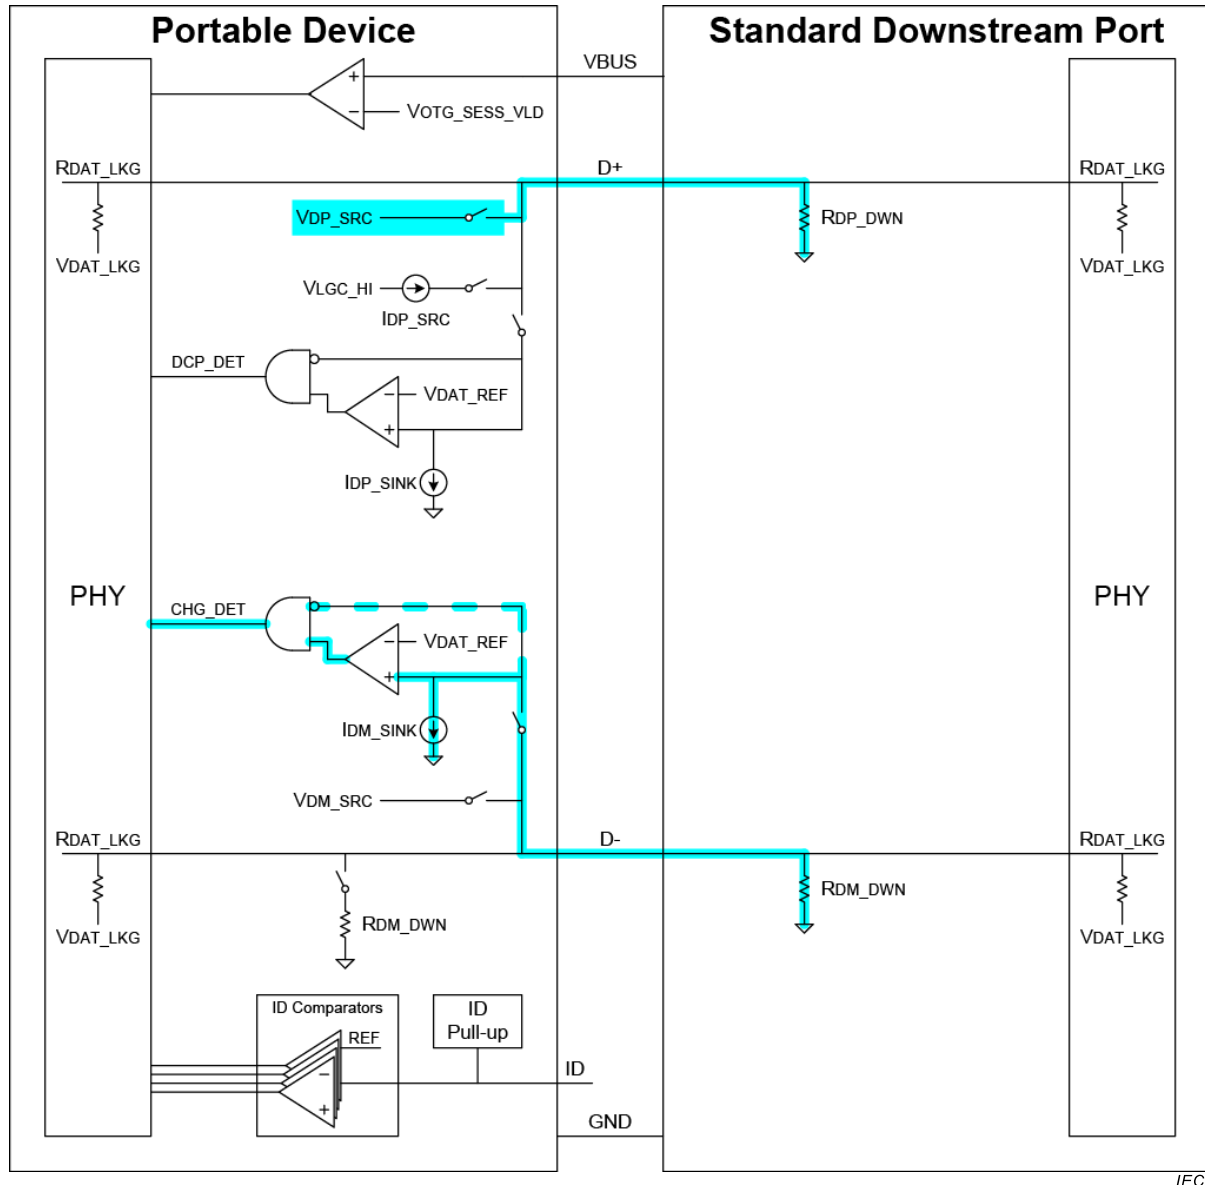 Portable Device
Standard Downstream Port
VBUS
VOTG_SESS_VLD
RDAT_LKG
D+
RDAT_LKG
VDP_SRC
RDP_DWN
VDAT_LKG
VDAT_LKG
VLGC_HI
IDP_SRC
DCP_DET
VDAT_REF
IDP_SINK
PHY
CHG_DET
PHY
VDAT_REF
IDM_SINK
VDM_SRC
RDAT_LKG
D-
RDAT_LKG
RDM_DWN
RDM_DWN
VDAT_LKG
VDAT_LKG
ID Comparators
REF
ID
Pull-up
ID
GND
IEC